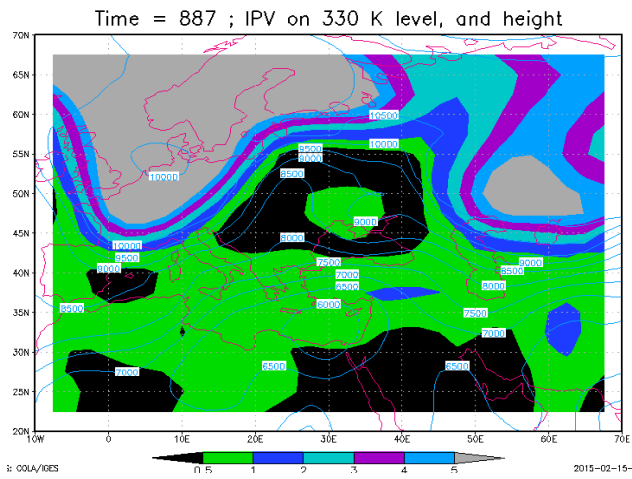 Time = 887 ; IPV on 330 K level, and height
70N
65N
60N
55N
50N
45N
40N
35N
30N
25N
20N
10500
10000
9500
9000
8500
10000
9000
8000
10000
9500
9000
7500
7000
6500
6000
9000
8500
8000
7500
7000
8500
7000
6500
6500
10W
0
10E
20E
30E
40E
50E
60E
70E
0.5
1
2
3
4
5
: COLA/IGES
2015-02-15-